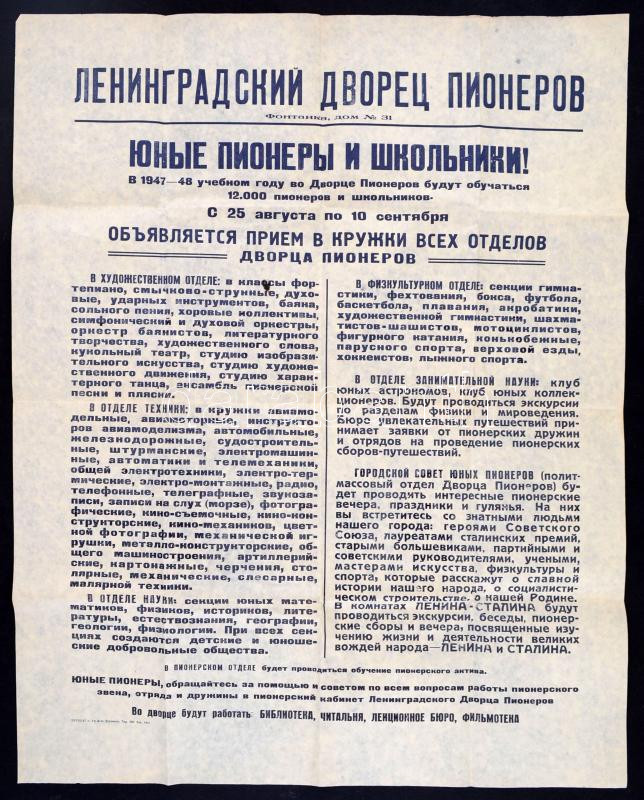 ЛЕНИНГРАДСКИЙ ДВОРЕЦ ПИОНЕРОВ
Фонтанка, дом № 31
ЮНЫЕ ПИОНЕРЫ И ШКОЛЬНИКИ!
В 1947—48 учебном году во Дворце Пионеров будут обучаться
12.000 пионеров и школьников.
С 25 августа по 10 сентября
ОБЪЯВЛЯЕТСЯ ПРИЕМ В КРУЖКИ ВСЕХ ОТДЕЛОВ
ДВОРЦА ПИОНЕРОВ
В ХУДОЖЕСТВЕННОМ ОТДЕЛЕ: в классы фор-
тепиано, смычково-струнные, духо-
вые, ударных инструментов, баяна,
сольного пения, хоровые коллективы,
симфонический и духовой оркестры,
оркестр баянистов, литературного
творчества, художественного слова,
кукольный театр, студию изобрази-
тельного искусства, студию художе-
ственного движения, студию харак-
терного танца, ансамбль пионерской
песни и пляски.
В ОТДЕЛЕ ТЕХНИКИ: в кружки авиамо-
дельные, авиамоторные, инструкто-
ров авиамоделизма, автомобильные,
железнодорожные, судостроитель-
ные, штурманские, электромашин-
ные, автоматики и телемеханики,
общей электротехники, электро-тер-
мические, электро-монтажные, радио,
телефонные, телеграфные, звукоза-
писи, записи на слух (морзе), фотогра-
фические, кино-съемочные, кино-кон-
структорские, кино-механиков, цвет-
ной фотографии, механической иг-
рушки, металло-конструкторские, об-
щего машиностроения, артиллерий-
ские, картонажные, черчения, сто-
лярные, механические, слесарные,
малярной техники.
В ОТДЕЛЕ НАУКИ: секции юных мате-
матиков, физиков, историков, лите-
ратуры, естествознания, географии,
геологии, физиологии. При всех сек-
циях создаются детские и юноше-
ские добровольные общества.
В ФИЗКУЛЬТУРНОМ ОТДЕЛЕ: секции гимна-
стики, фехтования, бокса, футбола,
баскетбола, плавания, акробатики,
художественной гимнастики, шахма-
тистов-шашистов, мотоциклистов,
фигурного катания, конькобежные,
парусного спорта, верховой езды,
хоккеистов, лыжного спорта.
В ОТДЕЛЕ ЗАНИМАТЕЛЬНОЙ НАУКИ: клуб
юных астрономов, клуб юных коллек-
ционеров. Будут проводиться экскурсии
по разделам физики и мироведения.
Бюро увлекательных путешествий при-
нимает заявки от пионерских дружин
и отрядов на проведение пионерских
сборов-путешествий.
ГОРОДСКОЙ СОВЕТ ЮНЫХ ПИОНЕРОВ (полит-
массовый отдел Дворца Пионеров) бу-
дет проводить интересные пионерские
вечера, праздники и гулянья. На них
вы встретитесь со знатными людьми
нашего города: героями Советского
Союза, лауреатами сталинских премий,
старыми большевиками, партийными и
советскими руководителями, учеными,
мастерами искусства, физкультуры и
спорта, которые расскажут о славной
истории нашего народа, о социалисти-
ческом строительстве, о нашей Родине.
В комнатах ЛЕНИНА-СТАЛИНА будут
проводиться экскурсии, беседы, пионер-
ские сборы и вечера, посвященные изу-
чению жизни и деятельности великих
вождей народа—ЛЕНИНА и СТАЛИНА.
В ПИОНЕРСКОМ ОТДЕЛЕ будет проводиться обучение пионерского актива.
ЮНЫЕ ПИОНЕРЫ, обращайтесь за помощью и советом по всем вопросам работы пионерского
звена, отряда и дружины в пионерский кабинет Ленинградского Дворца Пионеров
Во дворце будут работать БИБЛИОТЕКА, ЧИТАЛЬНЯ, ЛЕКЦИОННОЕ БЮРО, ФИЛЬМОТЕКА